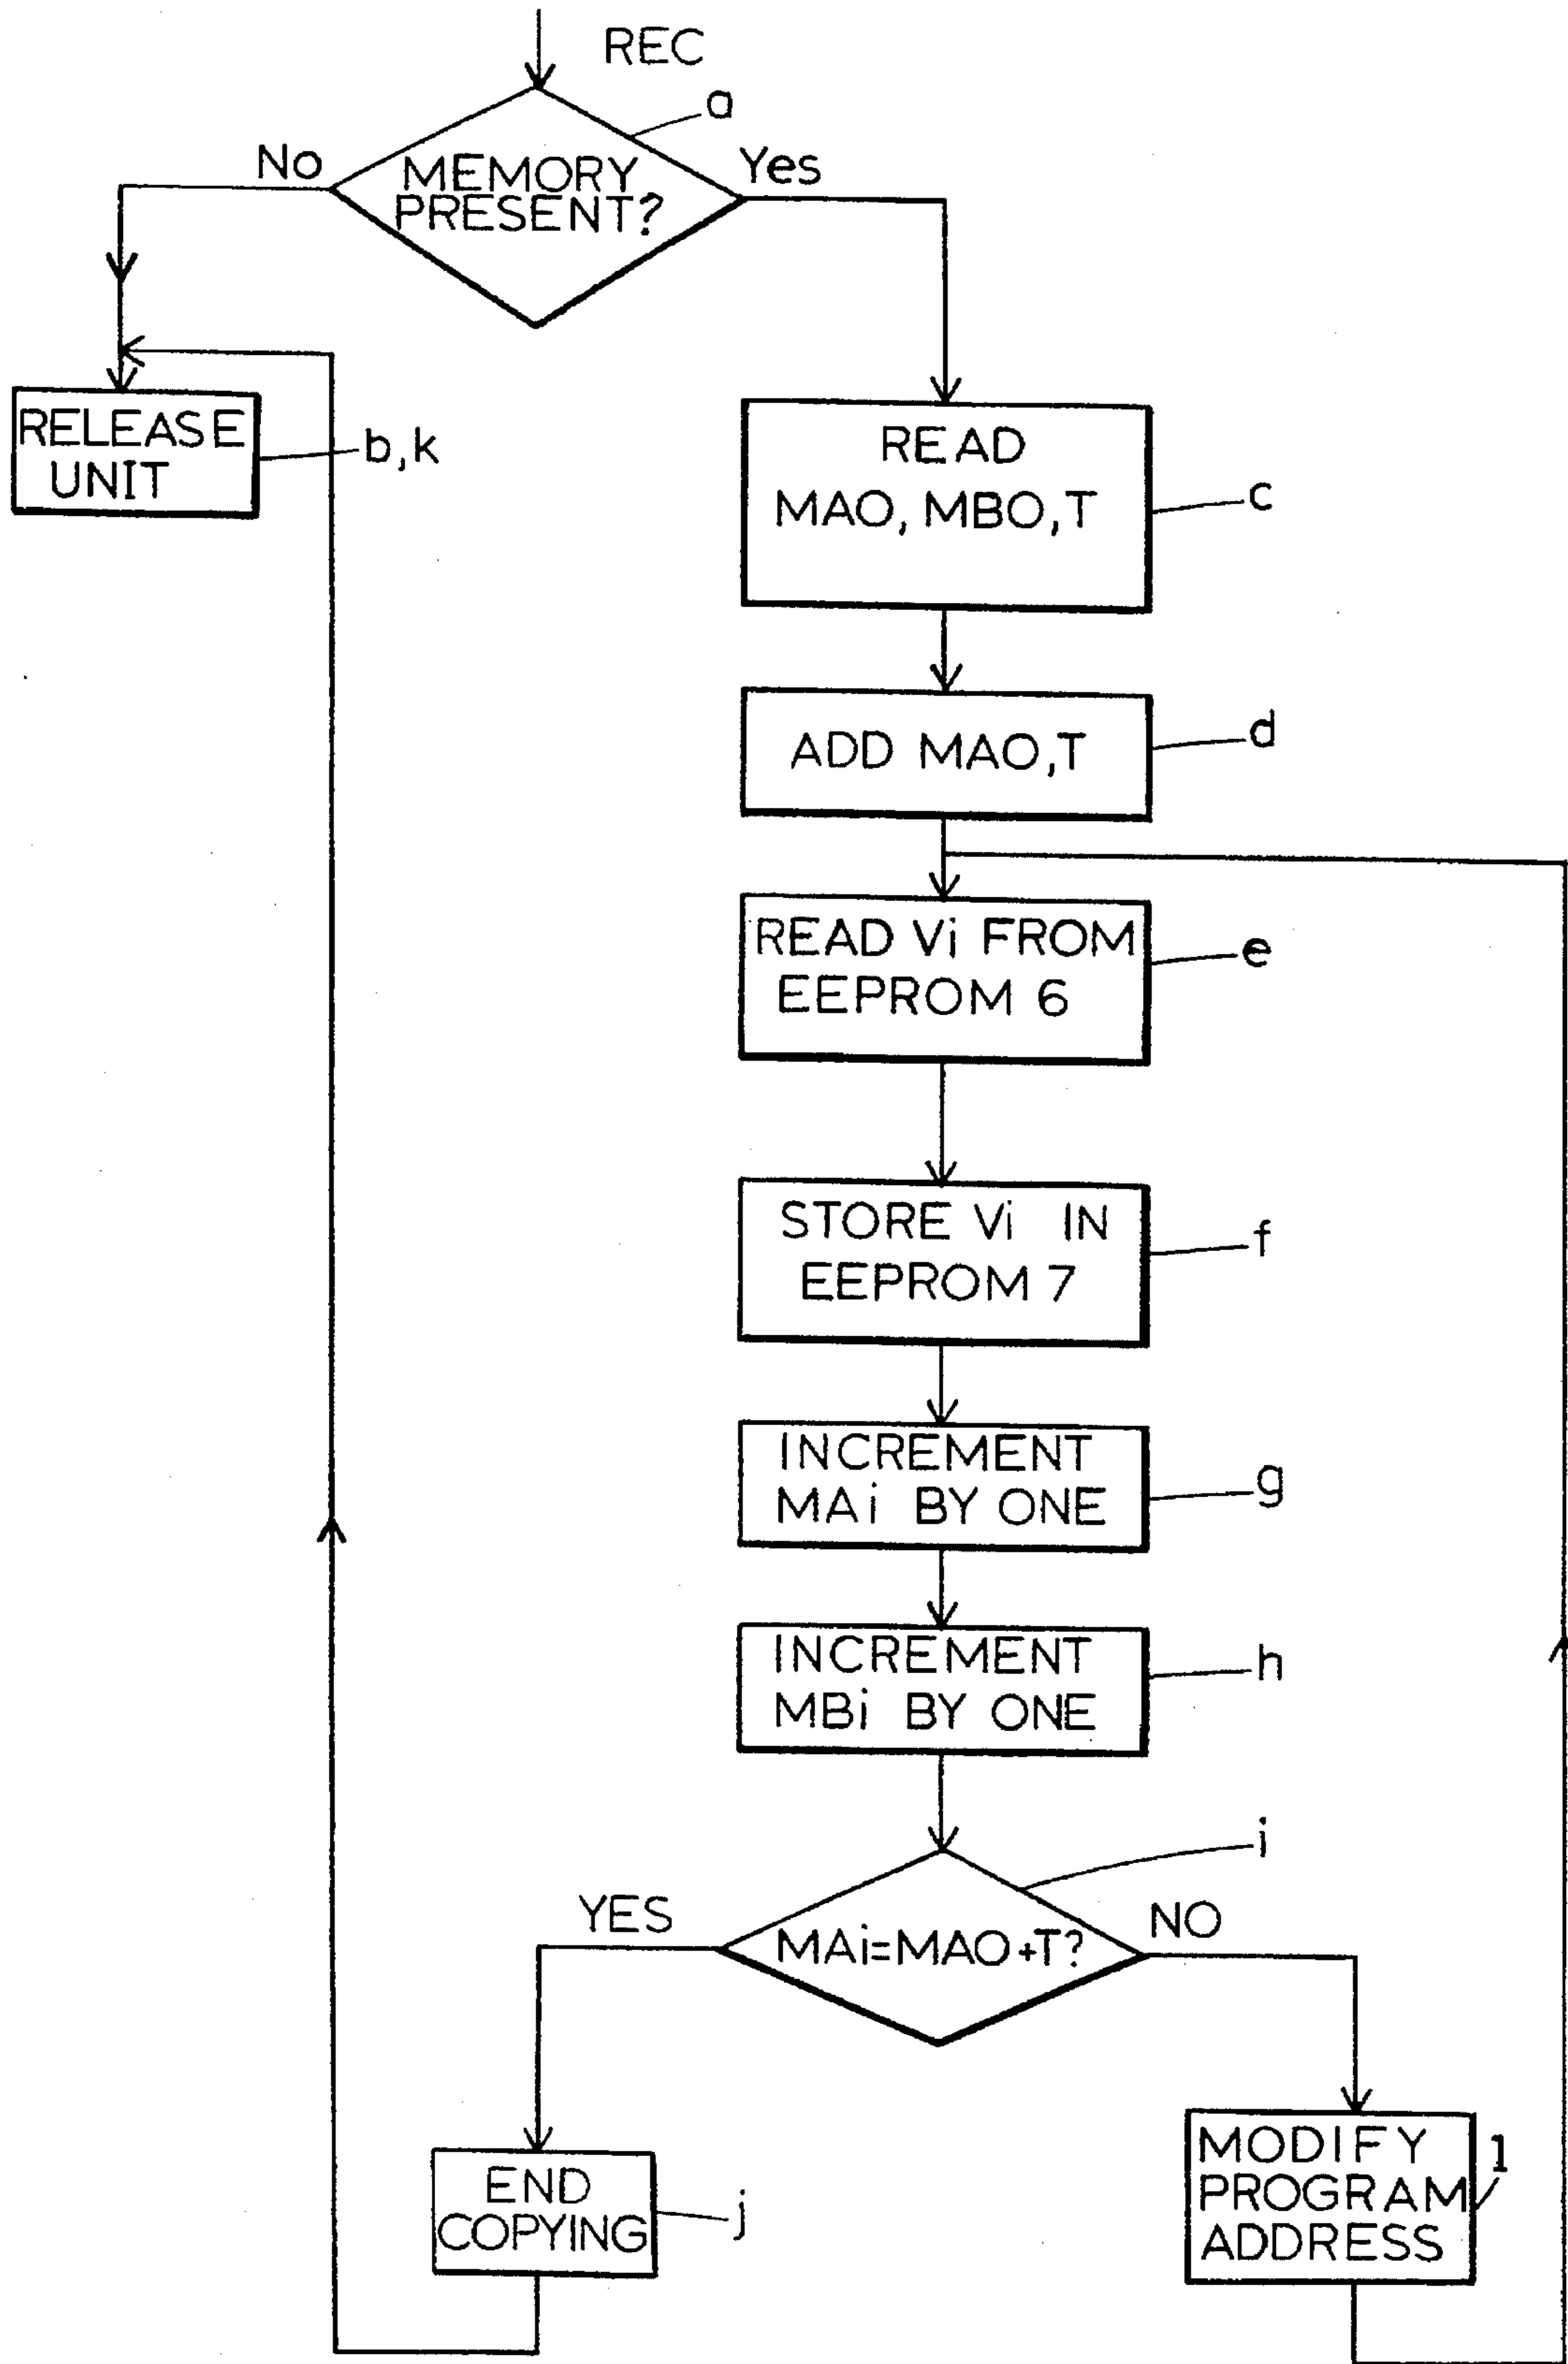 REC
a
No
MEMORY
PRESENT?
Yes
RELEASE
UNIT
b,k
READ
MAO, MBO, T
c
ADD MAO,T
d
READ Vi FROM
EEPROM 6
e
STORE Vi IN
EEPROM 7
f
INCREMENT
MAi BY ONE
g
INCREMENT
MBi BY ONE
h
i
YES
MAi=MAO+T?
NO
END
COPYING
j
MODIFY
PROGRAM
ADDRESS
l